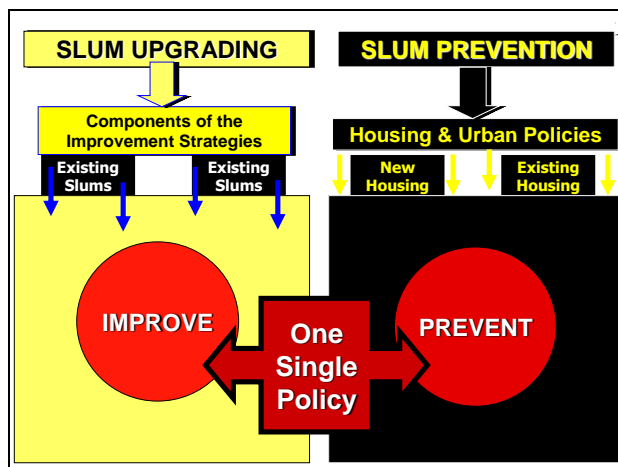 SLUM UPGRADING
SLUM PREVENTION
Components of the
Improvement Strategies
Housing & Urban Policies
Existing
Slums
Existing
Slums
New
Housing
Existing
Housing
IMPROVE
One
Single
Policy
PREVENT